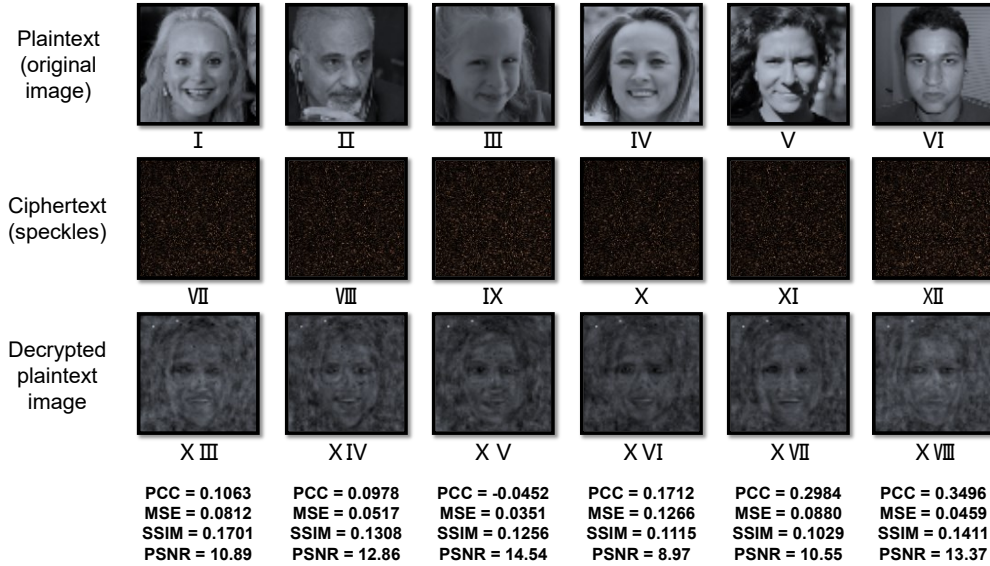 Plaintext
(original
image)
Ⅰ Ⅱ Ⅲ Ⅳ Ⅴ Ⅵ
Ciphertext
(speckles)
Ⅶ Ⅷ Ⅸ Ⅹ Ⅺ Ⅻ
Decrypted
plaintext
image
ⅩⅢ ⅩⅣ ⅩⅤ ⅩⅥ ⅩⅦ ⅩⅧ
PCC = 0.1063 PCC = 0.0978 PCC = -0.0452 PCC = 0.1712 PCC = 0.2984 PCC = 0.3496
MSE = 0.0812 MSE = 0.0517 MSE = 0.0351 MSE = 0.1266 MSE = 0.0880 MSE = 0.0459
SSIM = 0.1701 SSIM = 0.1308 SSIM = 0.1256 SSIM = 0.1115 SSIM = 0.1029 SSIM = 0.1411
PSNR = 10.89 PSNR = 12.86 PSNR = 14.54 PSNR = 8.97 PSNR = 10.55 PSNR = 13.37